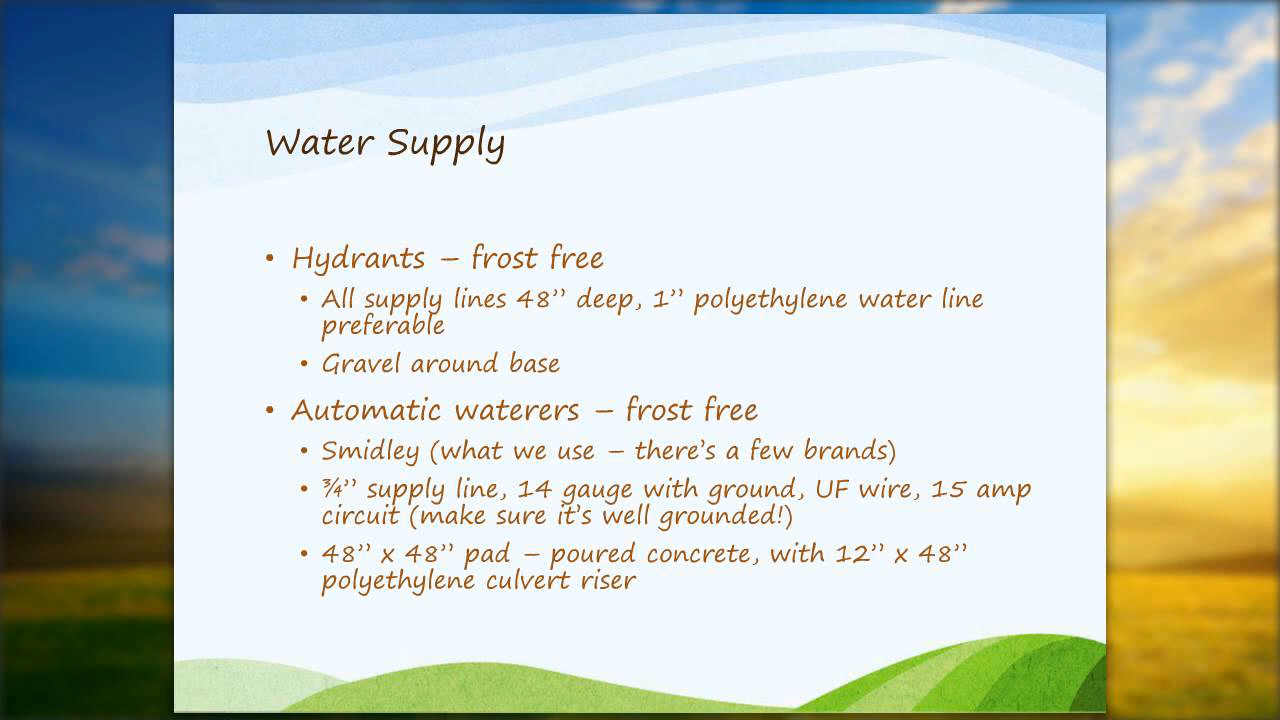 Water Supply
• Hydrants – frost free
• All supply lines 48” deep, 1” polyethylene water line
preferable
• Gravel around base
• Automatic waterers – frost free
• Smidley (what we use – there’s a few brands)
• ¾” supply line, 14 gauge with ground, UF wire, 15 amp
circuit (make sure it’s well grounded!)
• 48” x 48” pad – poured concrete, with 12” x 48”
polyethylene culvert riser